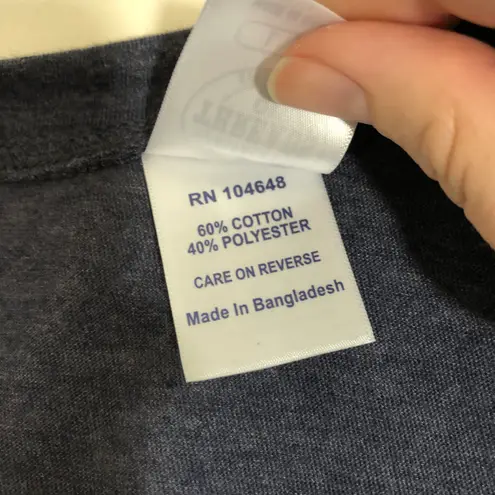 RN 104648
60% COTTON
40% POLYESTER
CARE ON REVERSE
Made In Bangladesh